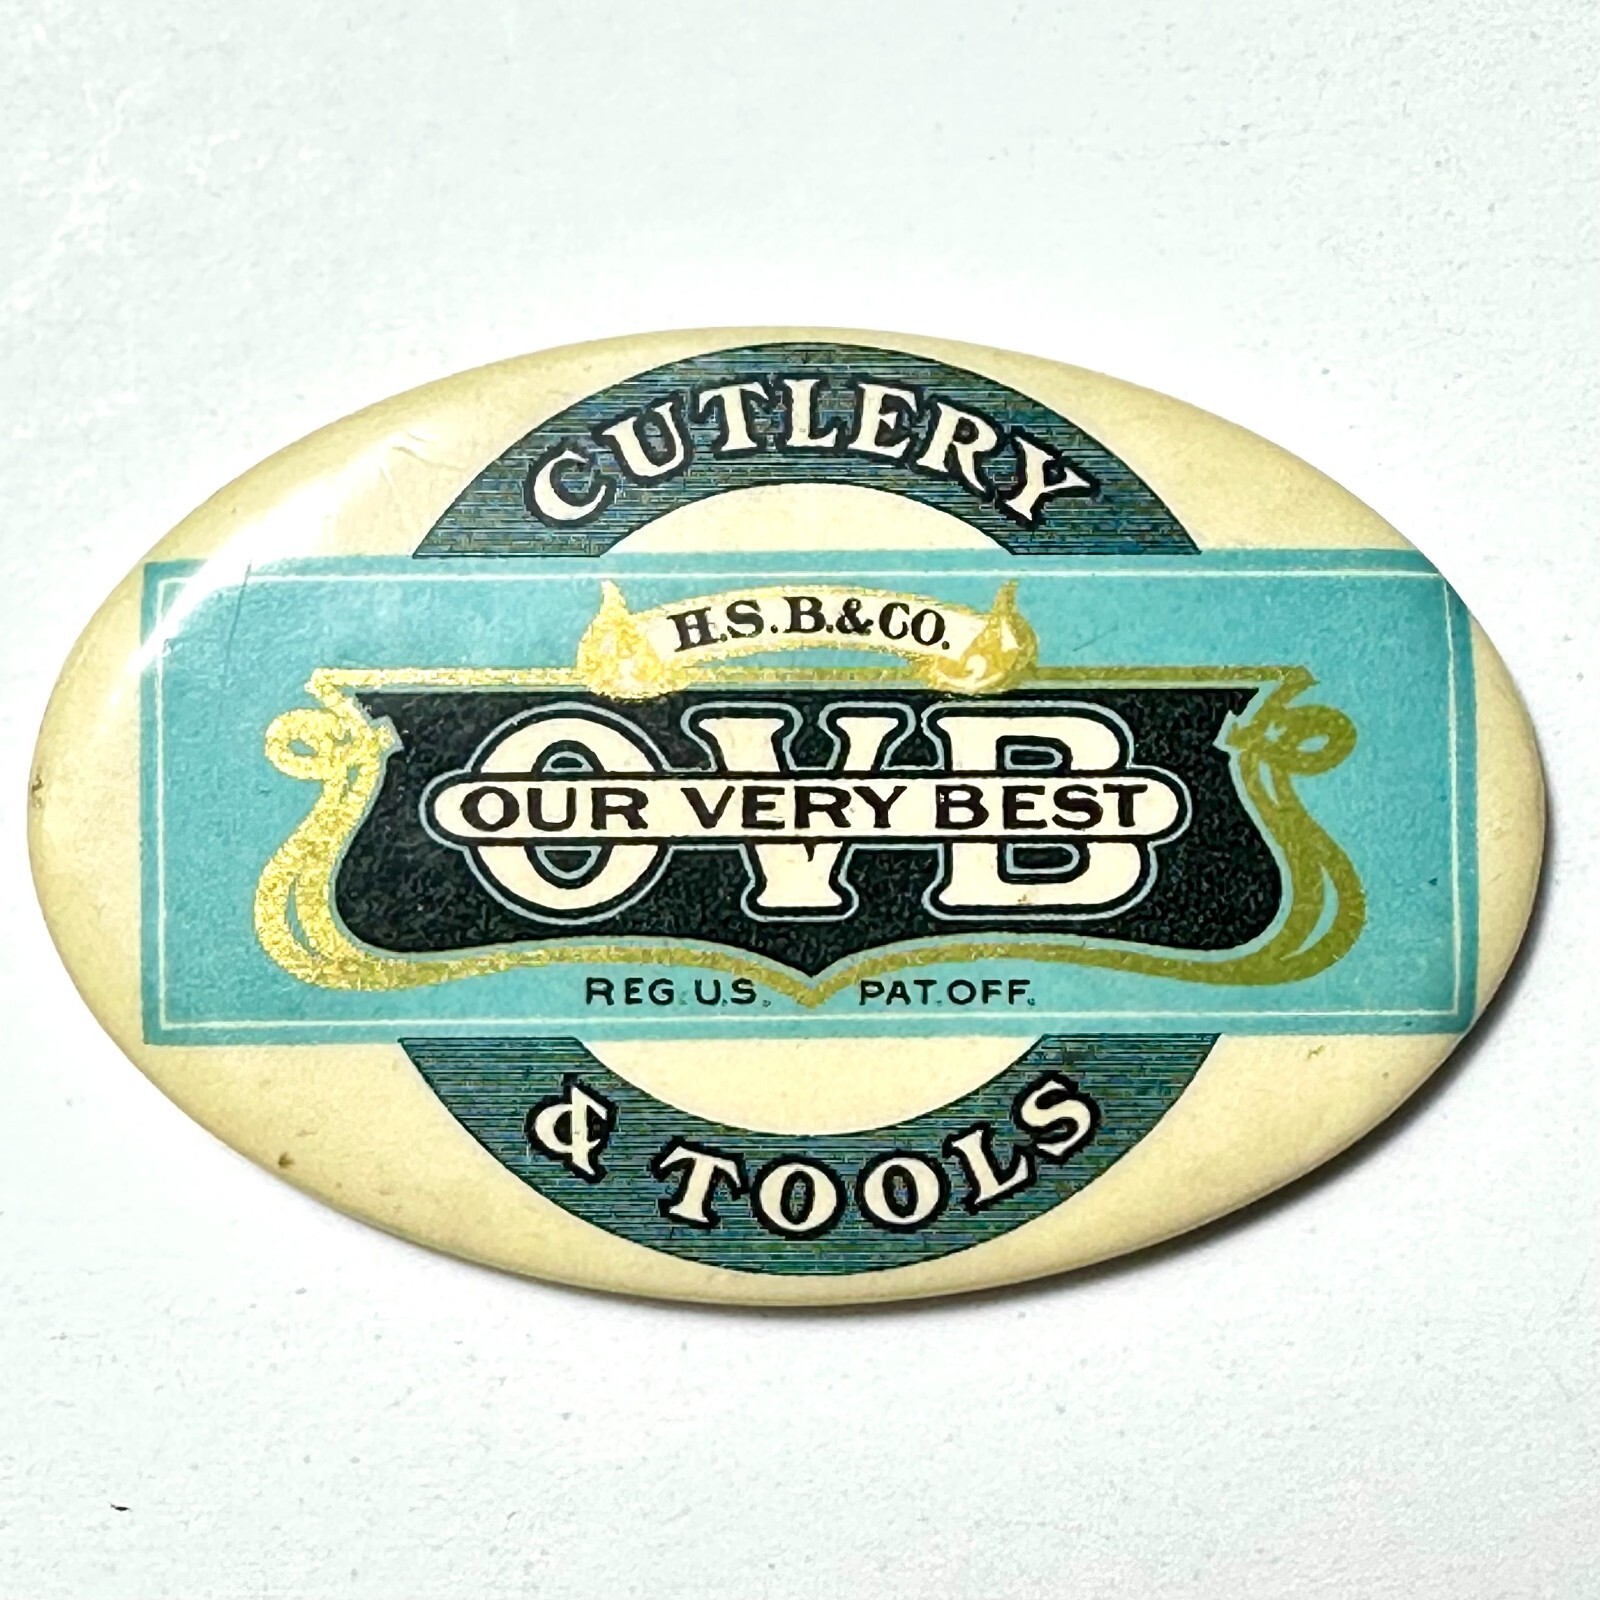 CUTLERY
H.S.B.&CO.
OVB
OUR VERY BEST
REG. U.S. PAT. OFF.
& TOOLS